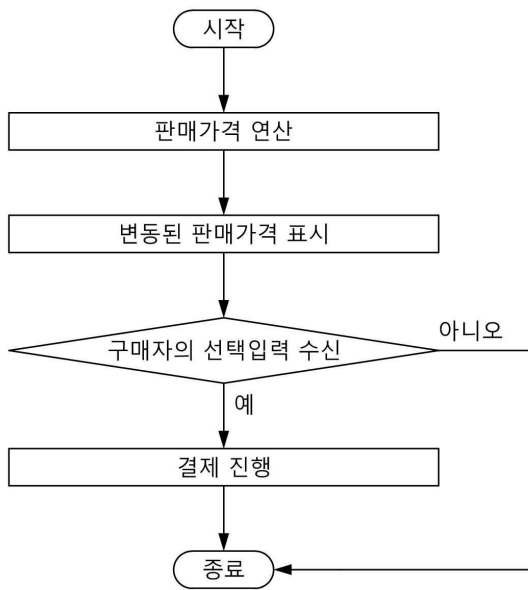 시작
판매가격 연산
변동된 판매가격 표시
구매자의 선택입력 수신
아니오
예
결제 진행
종료